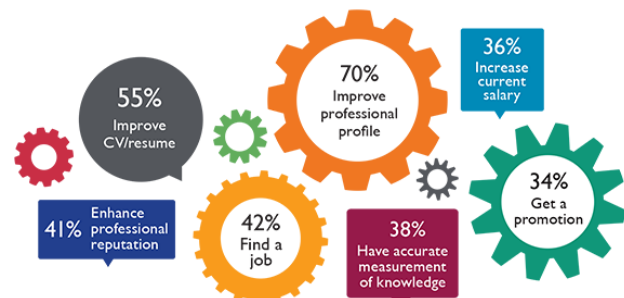 55%
Improve
CV/resume
70%
Improve
professional
profile
36%
Increase
current
salary
41% Enhance
professional
reputation
42%
Find a
job
38%
Have accurate
measurement
of knowledge
34%
Get a
promotion